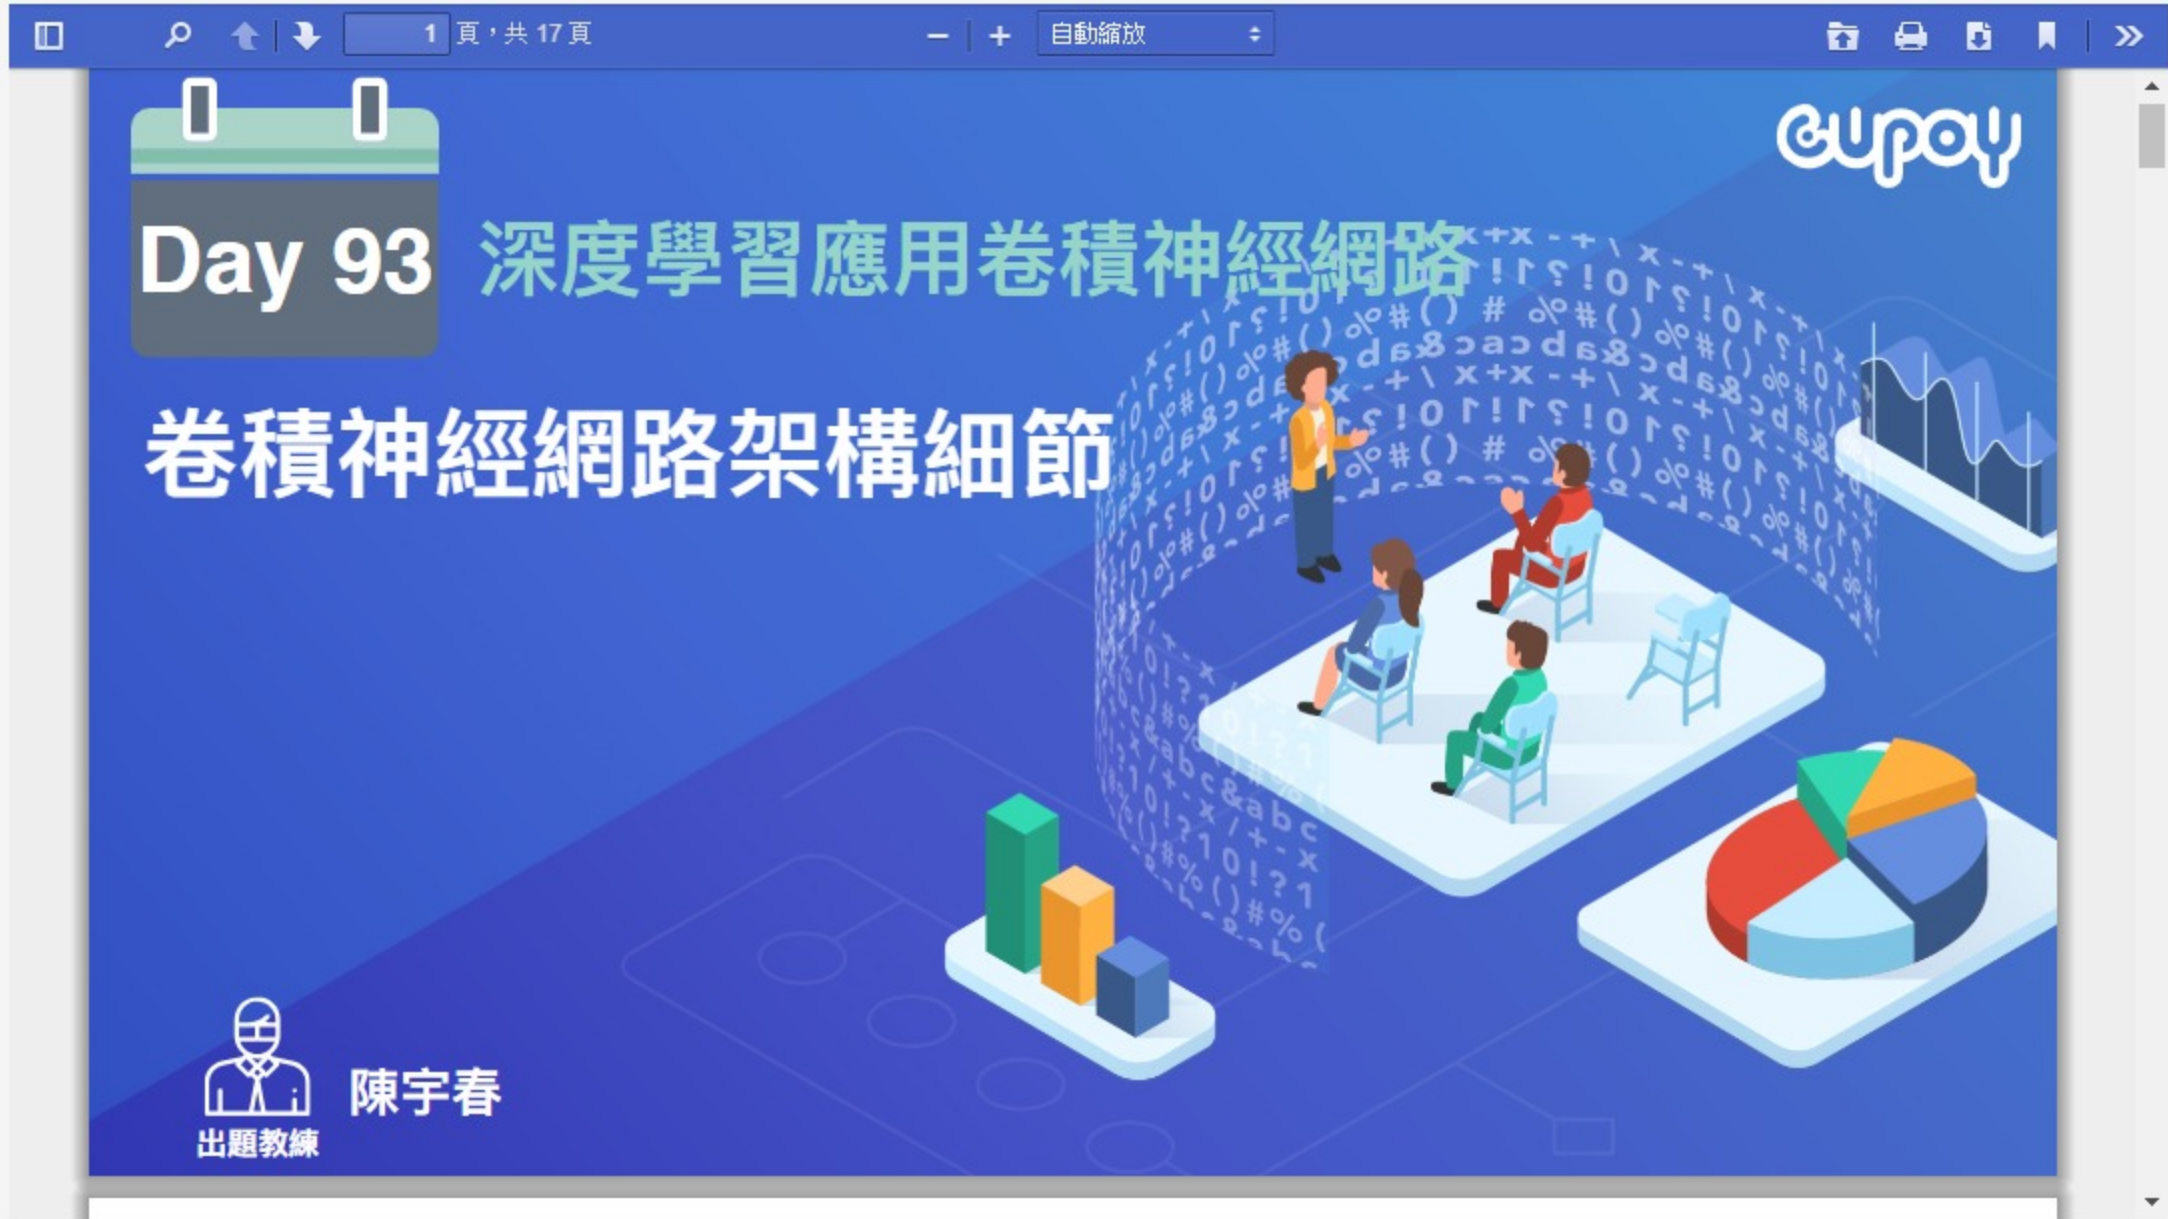 1 頁，共 17 頁
自動縮放
cupoy
Day 93
深度學習應用卷積神經網路
卷積神經網路架構細節
陳宇春
出題教練